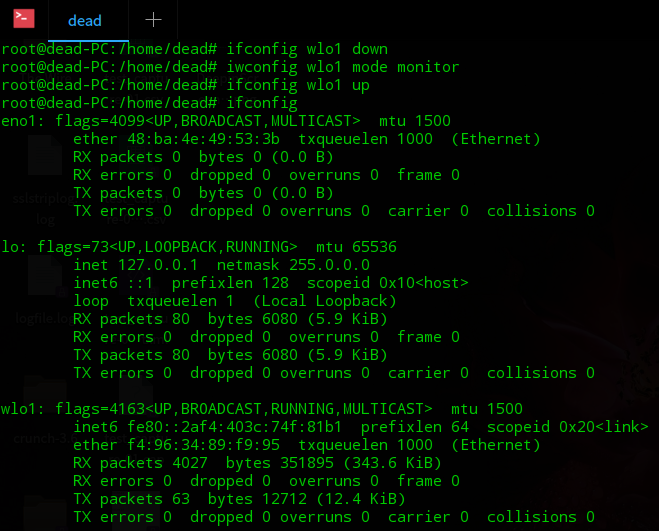 dead
root@dead-PC:/home/dead# ifconfig wlo1 down
root@dead-PC:/home/dead# iwconfig wlo1 mode monitor
root@dead-PC:/home/dead# ifconfig wlo1 up
root@dead-PC:/home/dead# ifconfig
eno1: flags=4099<UP,BROADCAST,MULTICAST>  mtu 1500
        ether 48:ba:4e:49:53:3b  txqueuelen 1000  (Ethernet)
        RX packets 0  bytes 0 (0.0 B)
        RX errors 0  dropped 0  overruns 0  frame 0
        TX packets 0  bytes 0 (0.0 B)
        TX errors 0  dropped 0 overruns 0  carrier 0  collisions 0
lo: flags=73<UP,LOOPBACK,RUNNING>  mtu 65536
        inet 127.0.0.1  netmask 255.0.0.0
        inet6 ::1  prefixlen 128  scopeid 0x10<host>
        loop  txqueuelen 1  (Local Loopback)
        RX packets 80  bytes 6080 (5.9 KiB)
        RX errors 0  dropped 0  overruns 0  frame 0
        TX packets 80  bytes 6080 (5.9 KiB)
        TX errors 0  dropped 0 overruns 0  carrier 0  collisions 0
wlo1: flags=4163<UP,BROADCAST,RUNNING,MULTICAST>  mtu 1500
        inet6 fe80::2af4:403c:74f:81b1  prefixlen 64  scopeid 0x20<link>
        ether f4:96:34:89:f9:95  txqueuelen 1000  (Ethernet)
        RX packets 4027  bytes 351895 (343.6 KiB)
        RX errors 0  dropped 0  overruns 0  frame 0
        TX packets 63  bytes 12712 (12.4 KiB)
        TX errors 0  dropped 0 overruns 0  carrier 0  collisions 0